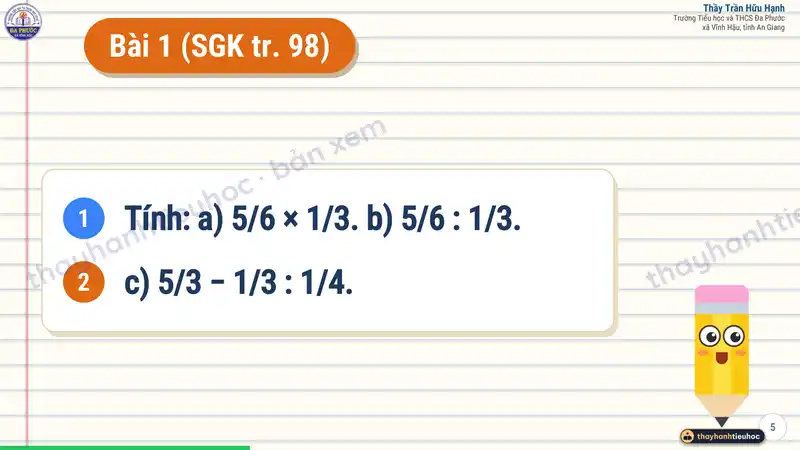 Thầy Trần Hữu Hạnh
Trường Tiểu học và THCS Đa Phước
xã Vĩnh Hậu, tỉnh An Giang
ĐA PHƯỚC
Bài 1 (SGK tr. 98)
thayhanhtieuhoc · bản xem
1 Tính: a) 5/6 × 1/3. b) 5/6 : 1/3.
2 c) 5/3 − 1/3 : 1/4.
thayhanhtie
5
thayhanhtieuhoc